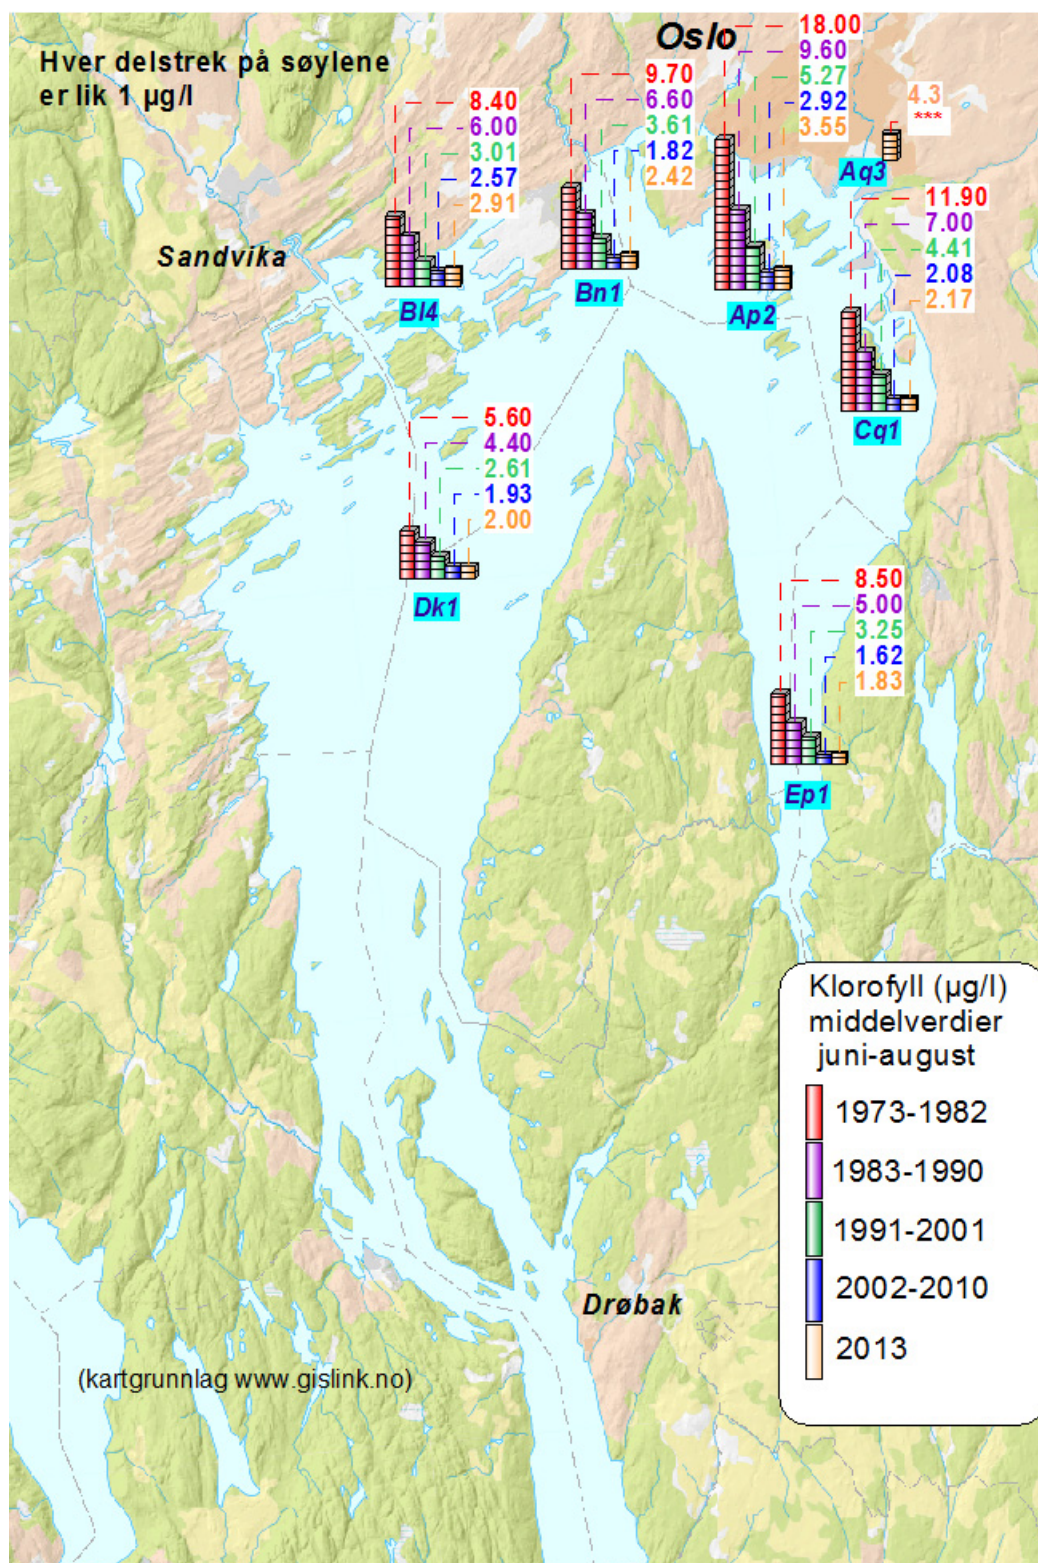 Hver delstrek på søylene
er lik 1 µg/l
Oslo
18.00
9.60
5.27
2.92
3.55
9.70
6.60
3.61
1.82
2.42
8.40
6.00
3.01
2.57
2.91
4.3
***
Aq3
11.90
7.00
4.41
2.08
2.17
Sandvika
Bl4
Bn1
Ap2
Cq1
5.60
4.40
2.61
1.93
2.00
Dk1
8.50
5.00
3.25
1.62
1.83
Ep1
Klorofyll (µg/l)
middelverdier
juni-august
1973-1982
1983-1990
1991-2001
2002-2010
2013
Drøbak
(kartgrunnlag www.gislink.no)